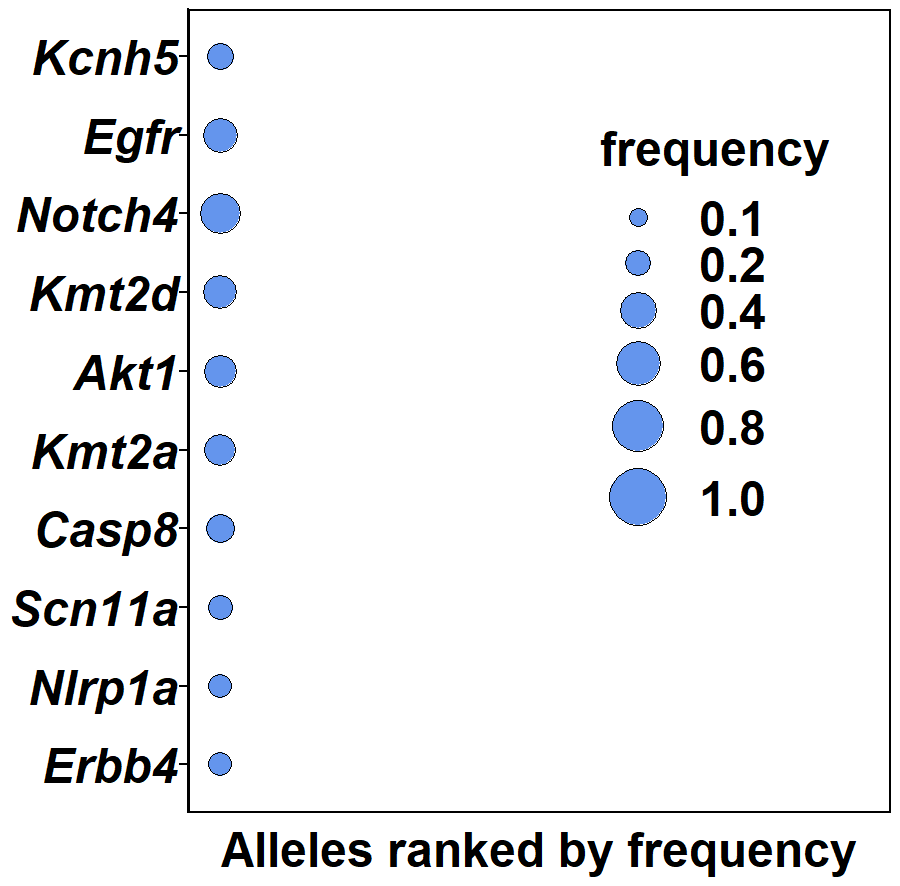 Kcnh5
Egfr
Notch4
Kmt2d
Akt1
Kmt2a
Casp8
Scn11a
Nlrp1a
Erbb4
frequency
0.1
0.2
0.4
0.6
0.8
1.0
Alleles ranked by frequency